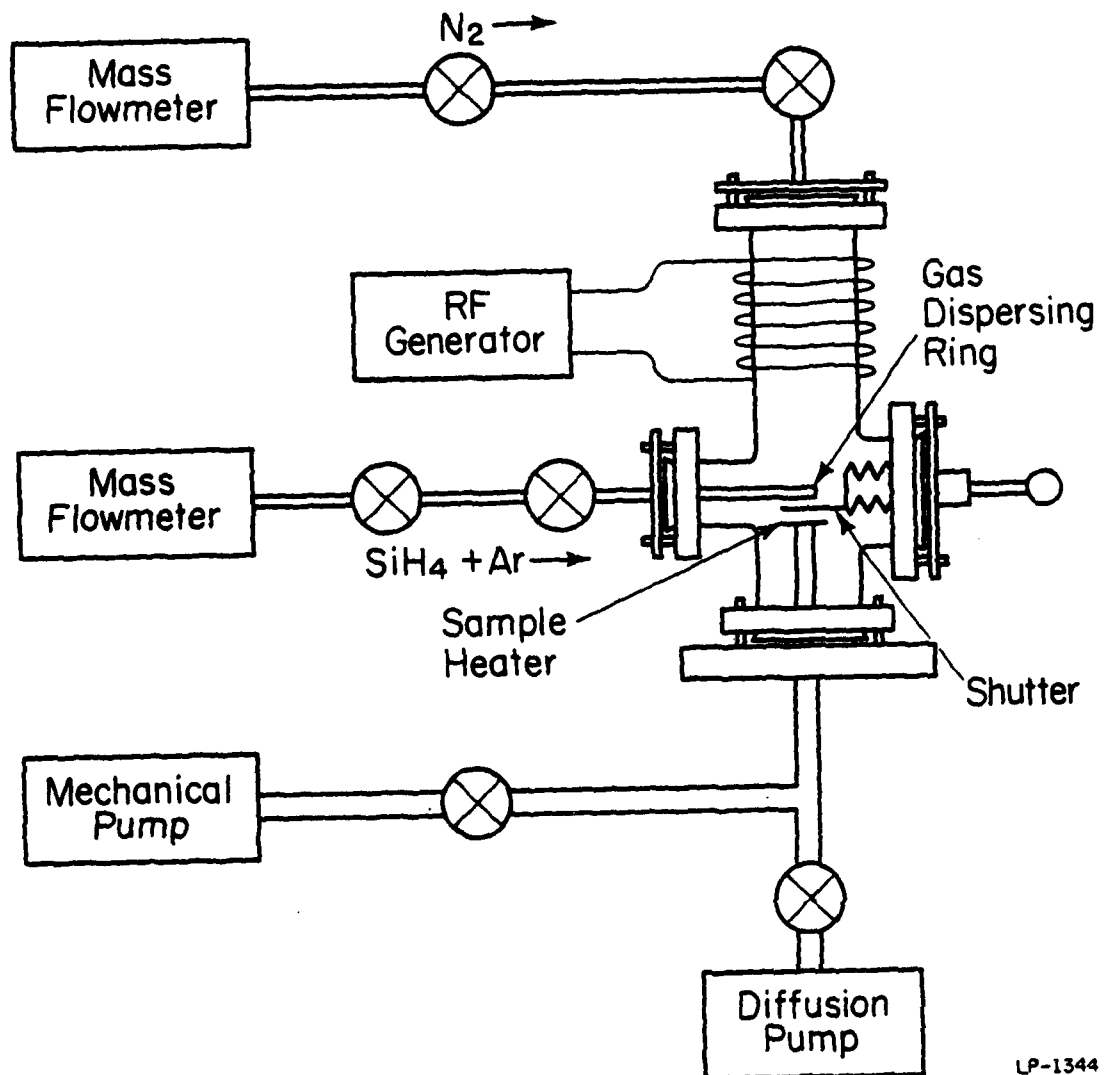 N₂
Mass
Flowmeter
RF
Generator
Gas
Dispersing
Ring
Mass
Flowmeter
SiH₄ + Ar
Sample
Heater
Shutter
Mechanical
Pump
Diffusion
Pump
LP-1344